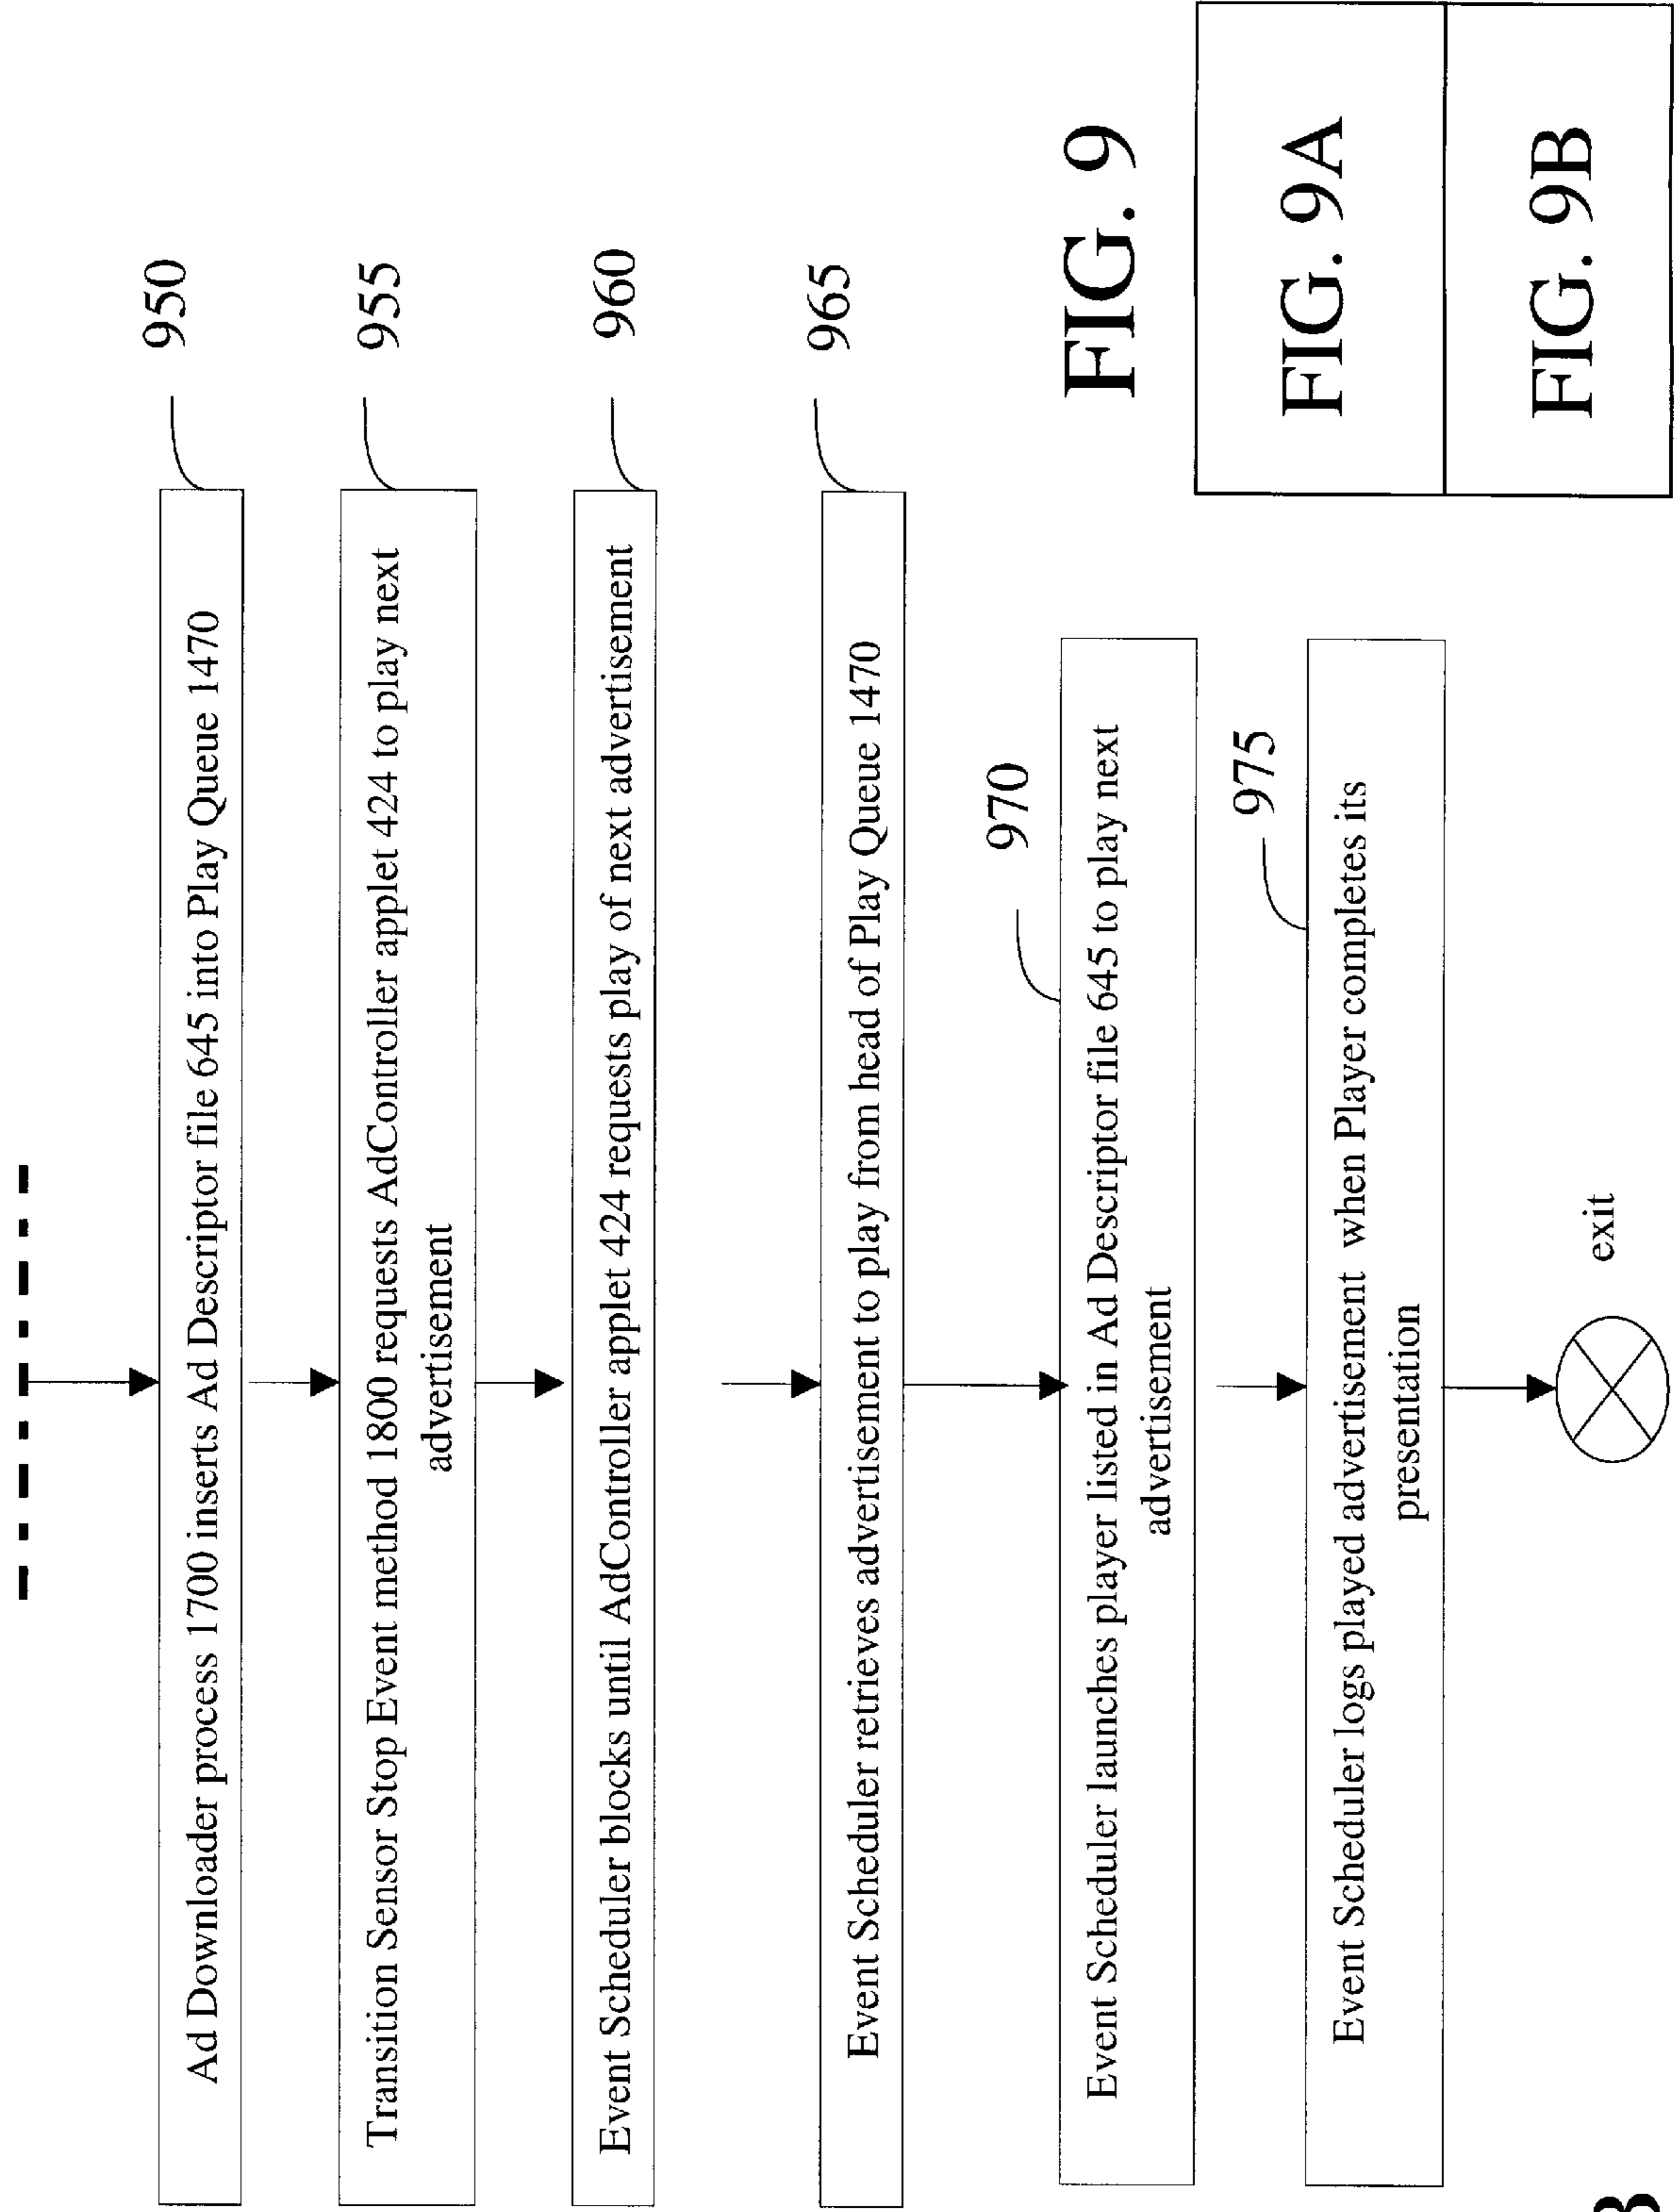 950
Ad Downloader process 1700 inserts Ad Descriptor file 645 into Play Queue 1470
955
Transition Sensor Stop Event method 1800 requests AdController applet 424 to play next
advertisement
960
Event Scheduler blocks until AdController applet 424 requests play of next advertisement
965
Event Scheduler retrieves advertisement to play from head of Play Queue 1470
970
Event Scheduler launches player listed in Ad Descriptor file 645 to play next
advertisement
975
Event Scheduler logs played advertisement when Player completes its
presentation
exit
FIG. 9
FIG. 9A
FIG. 9B